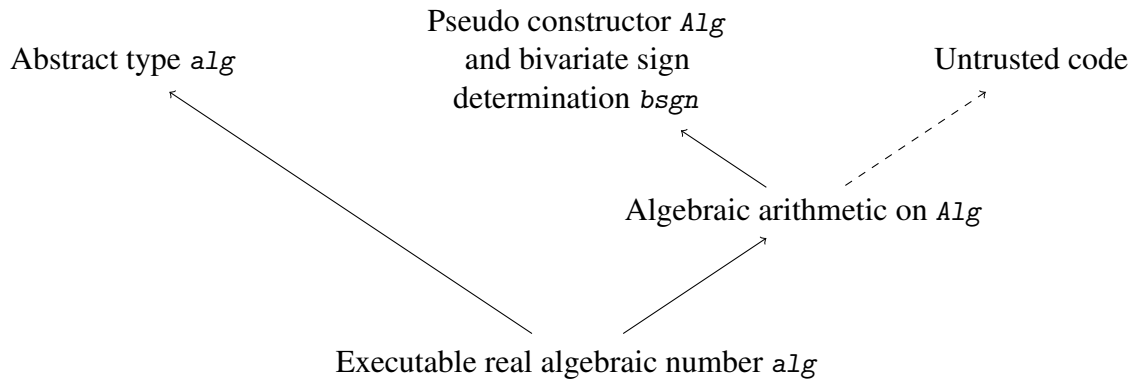 Pseudo constructor Alg
Abstract type alg
and bivariate sign
Untrusted code
determination bsgn
Algebraic arithmetic on Alg
Executable real algebraic number alg